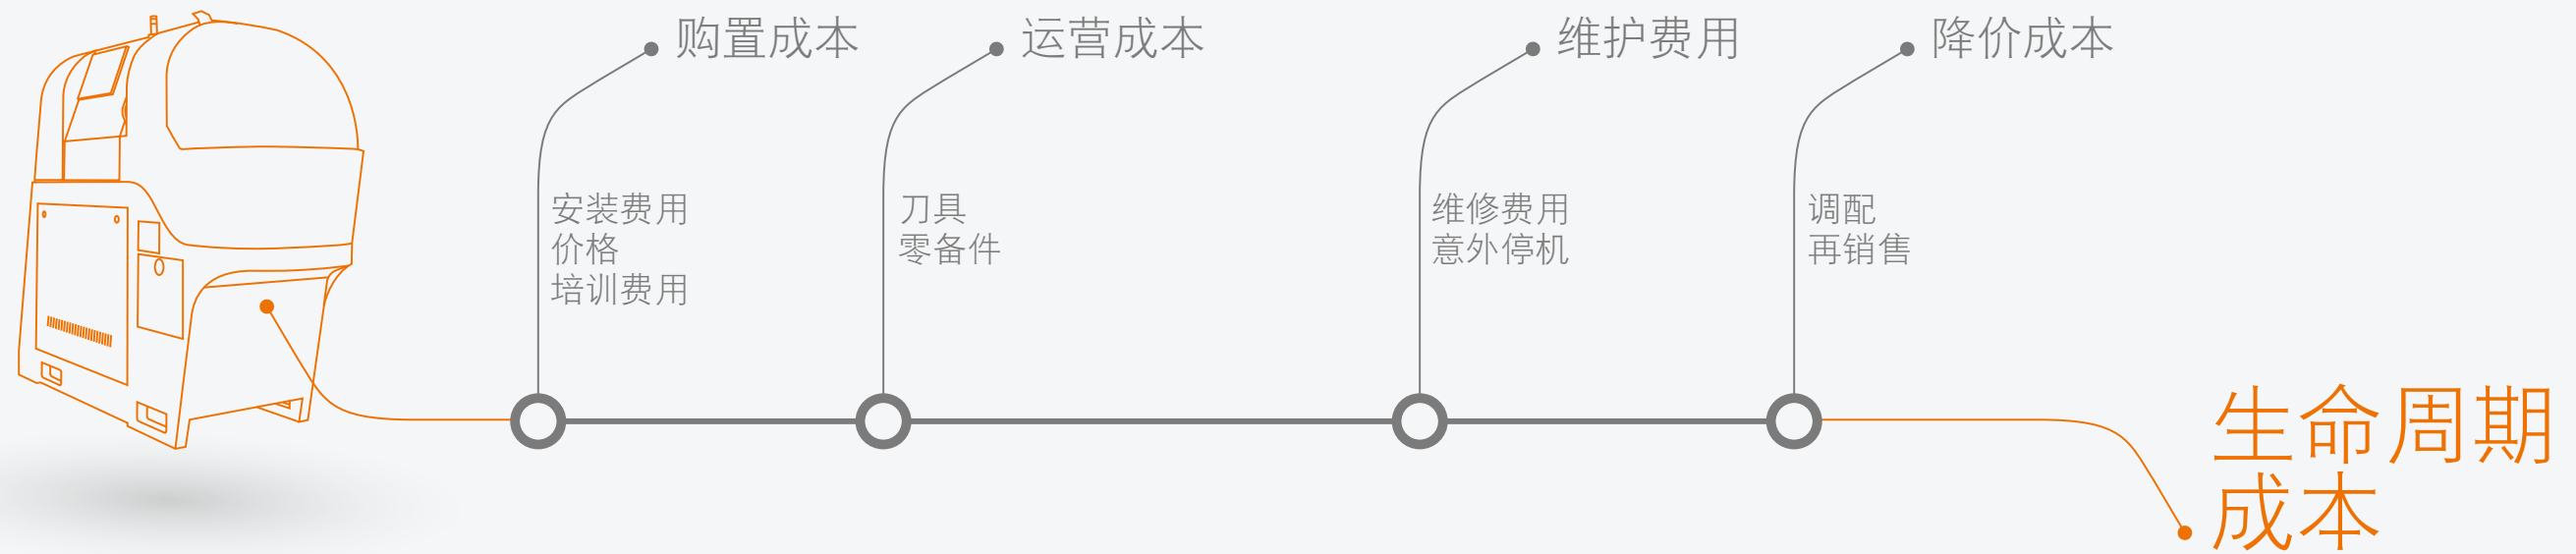 购置成本
安装费用
价格
培训费用
运营成本
刀具
零备件
维护费用
维修费用
意外停机
降价成本
调配
再销售
生命周期
成本